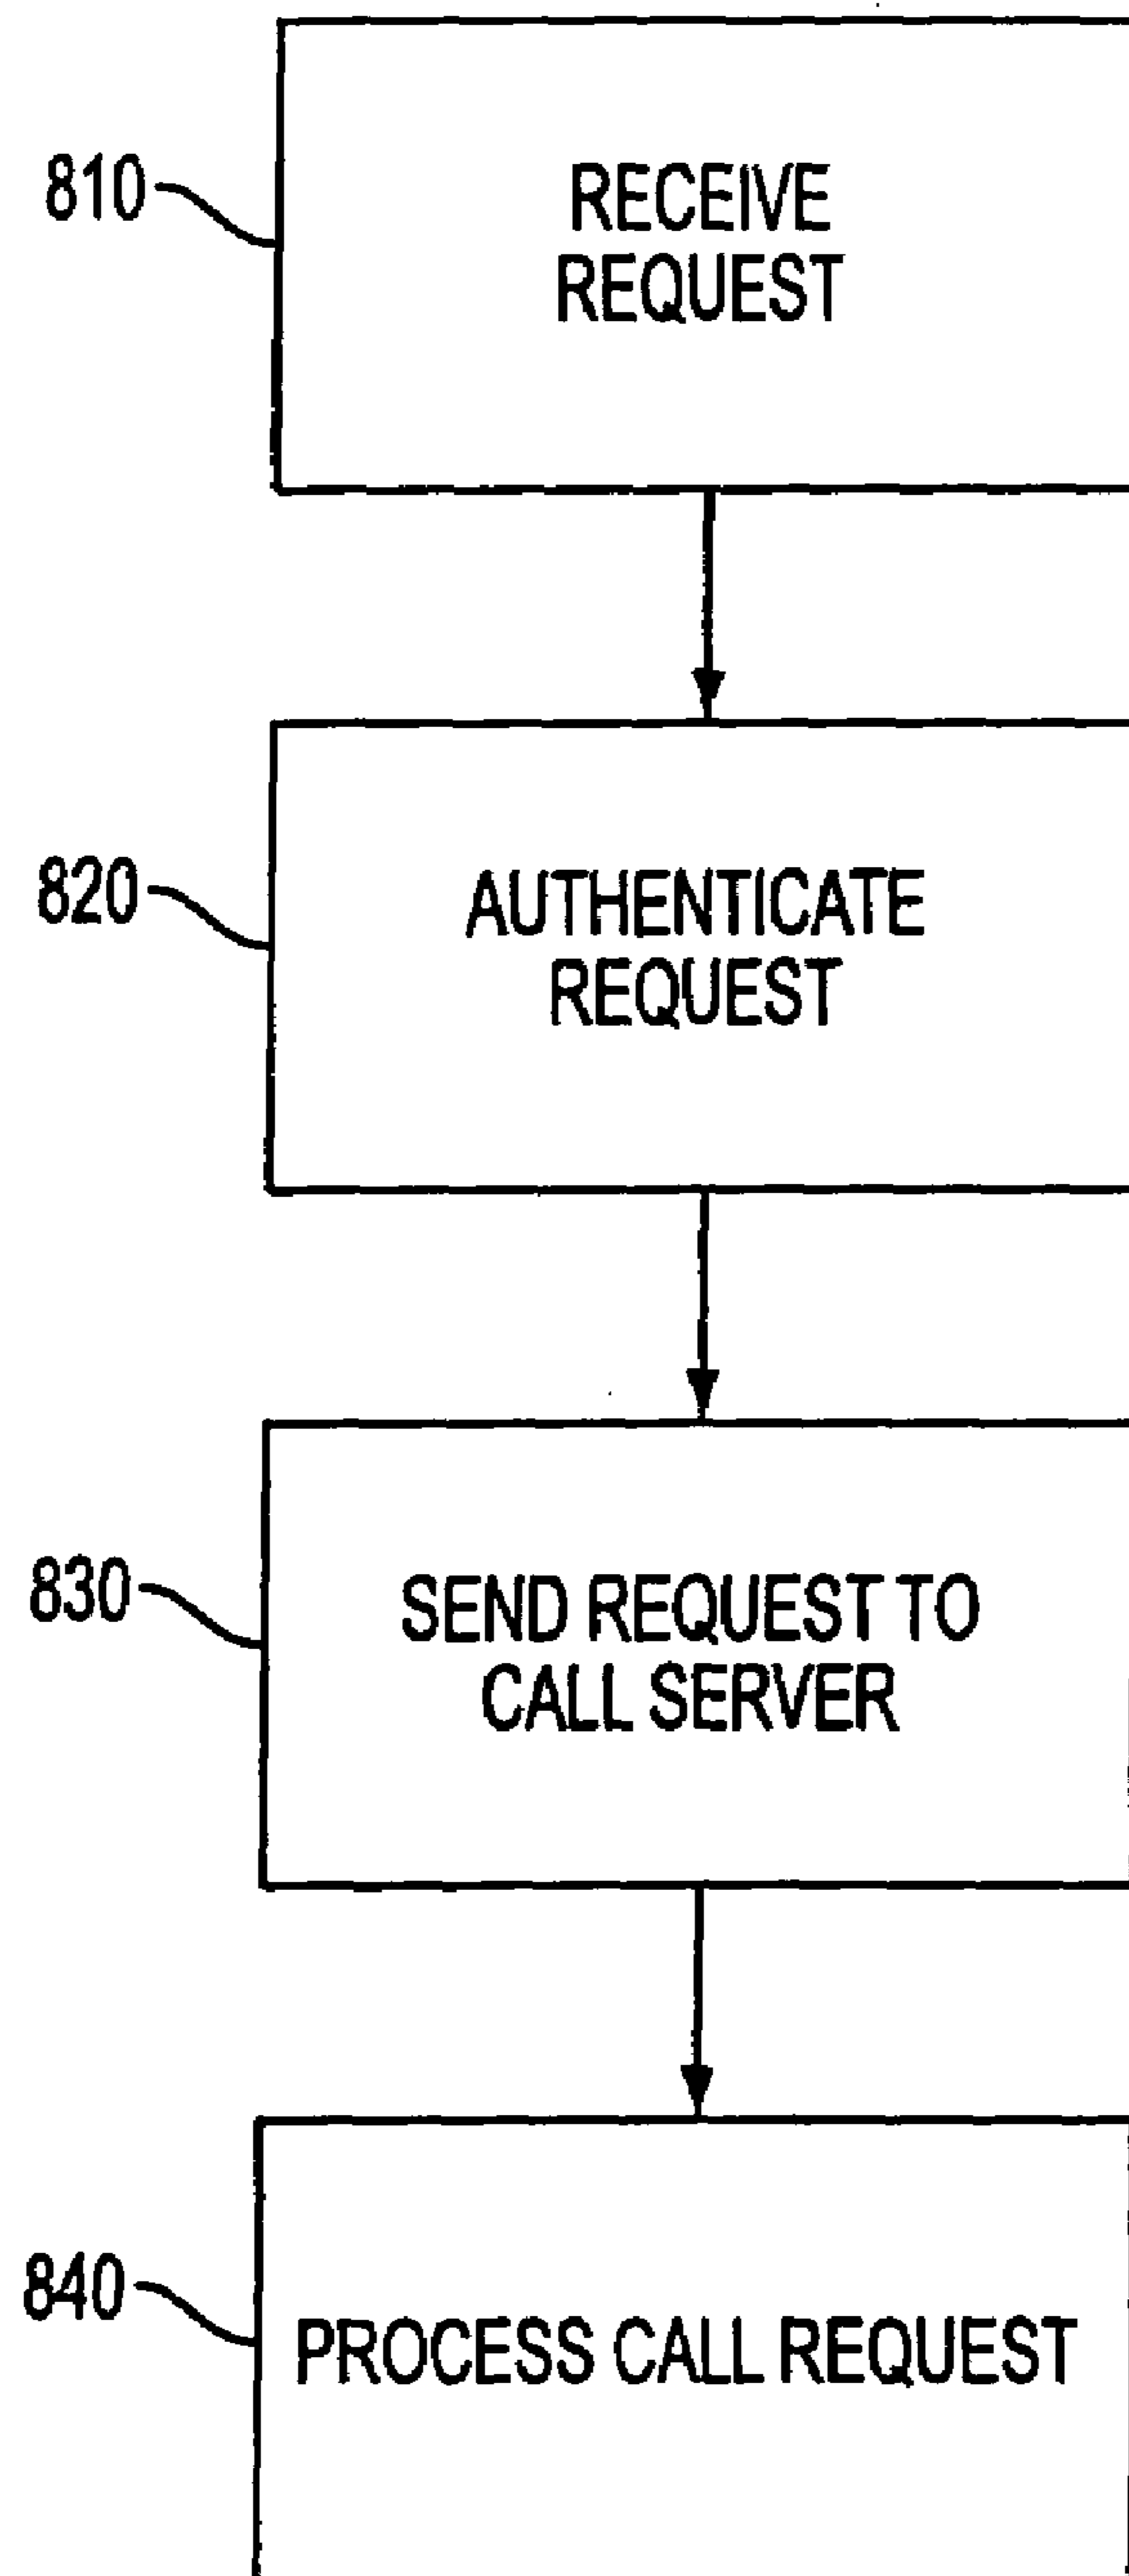 810
RECEIVE
REQUEST
820
AUTHENTICATE
REQUEST
830
SEND REQUEST TO
CALL SERVER
840
PROCESS CALL REQUEST